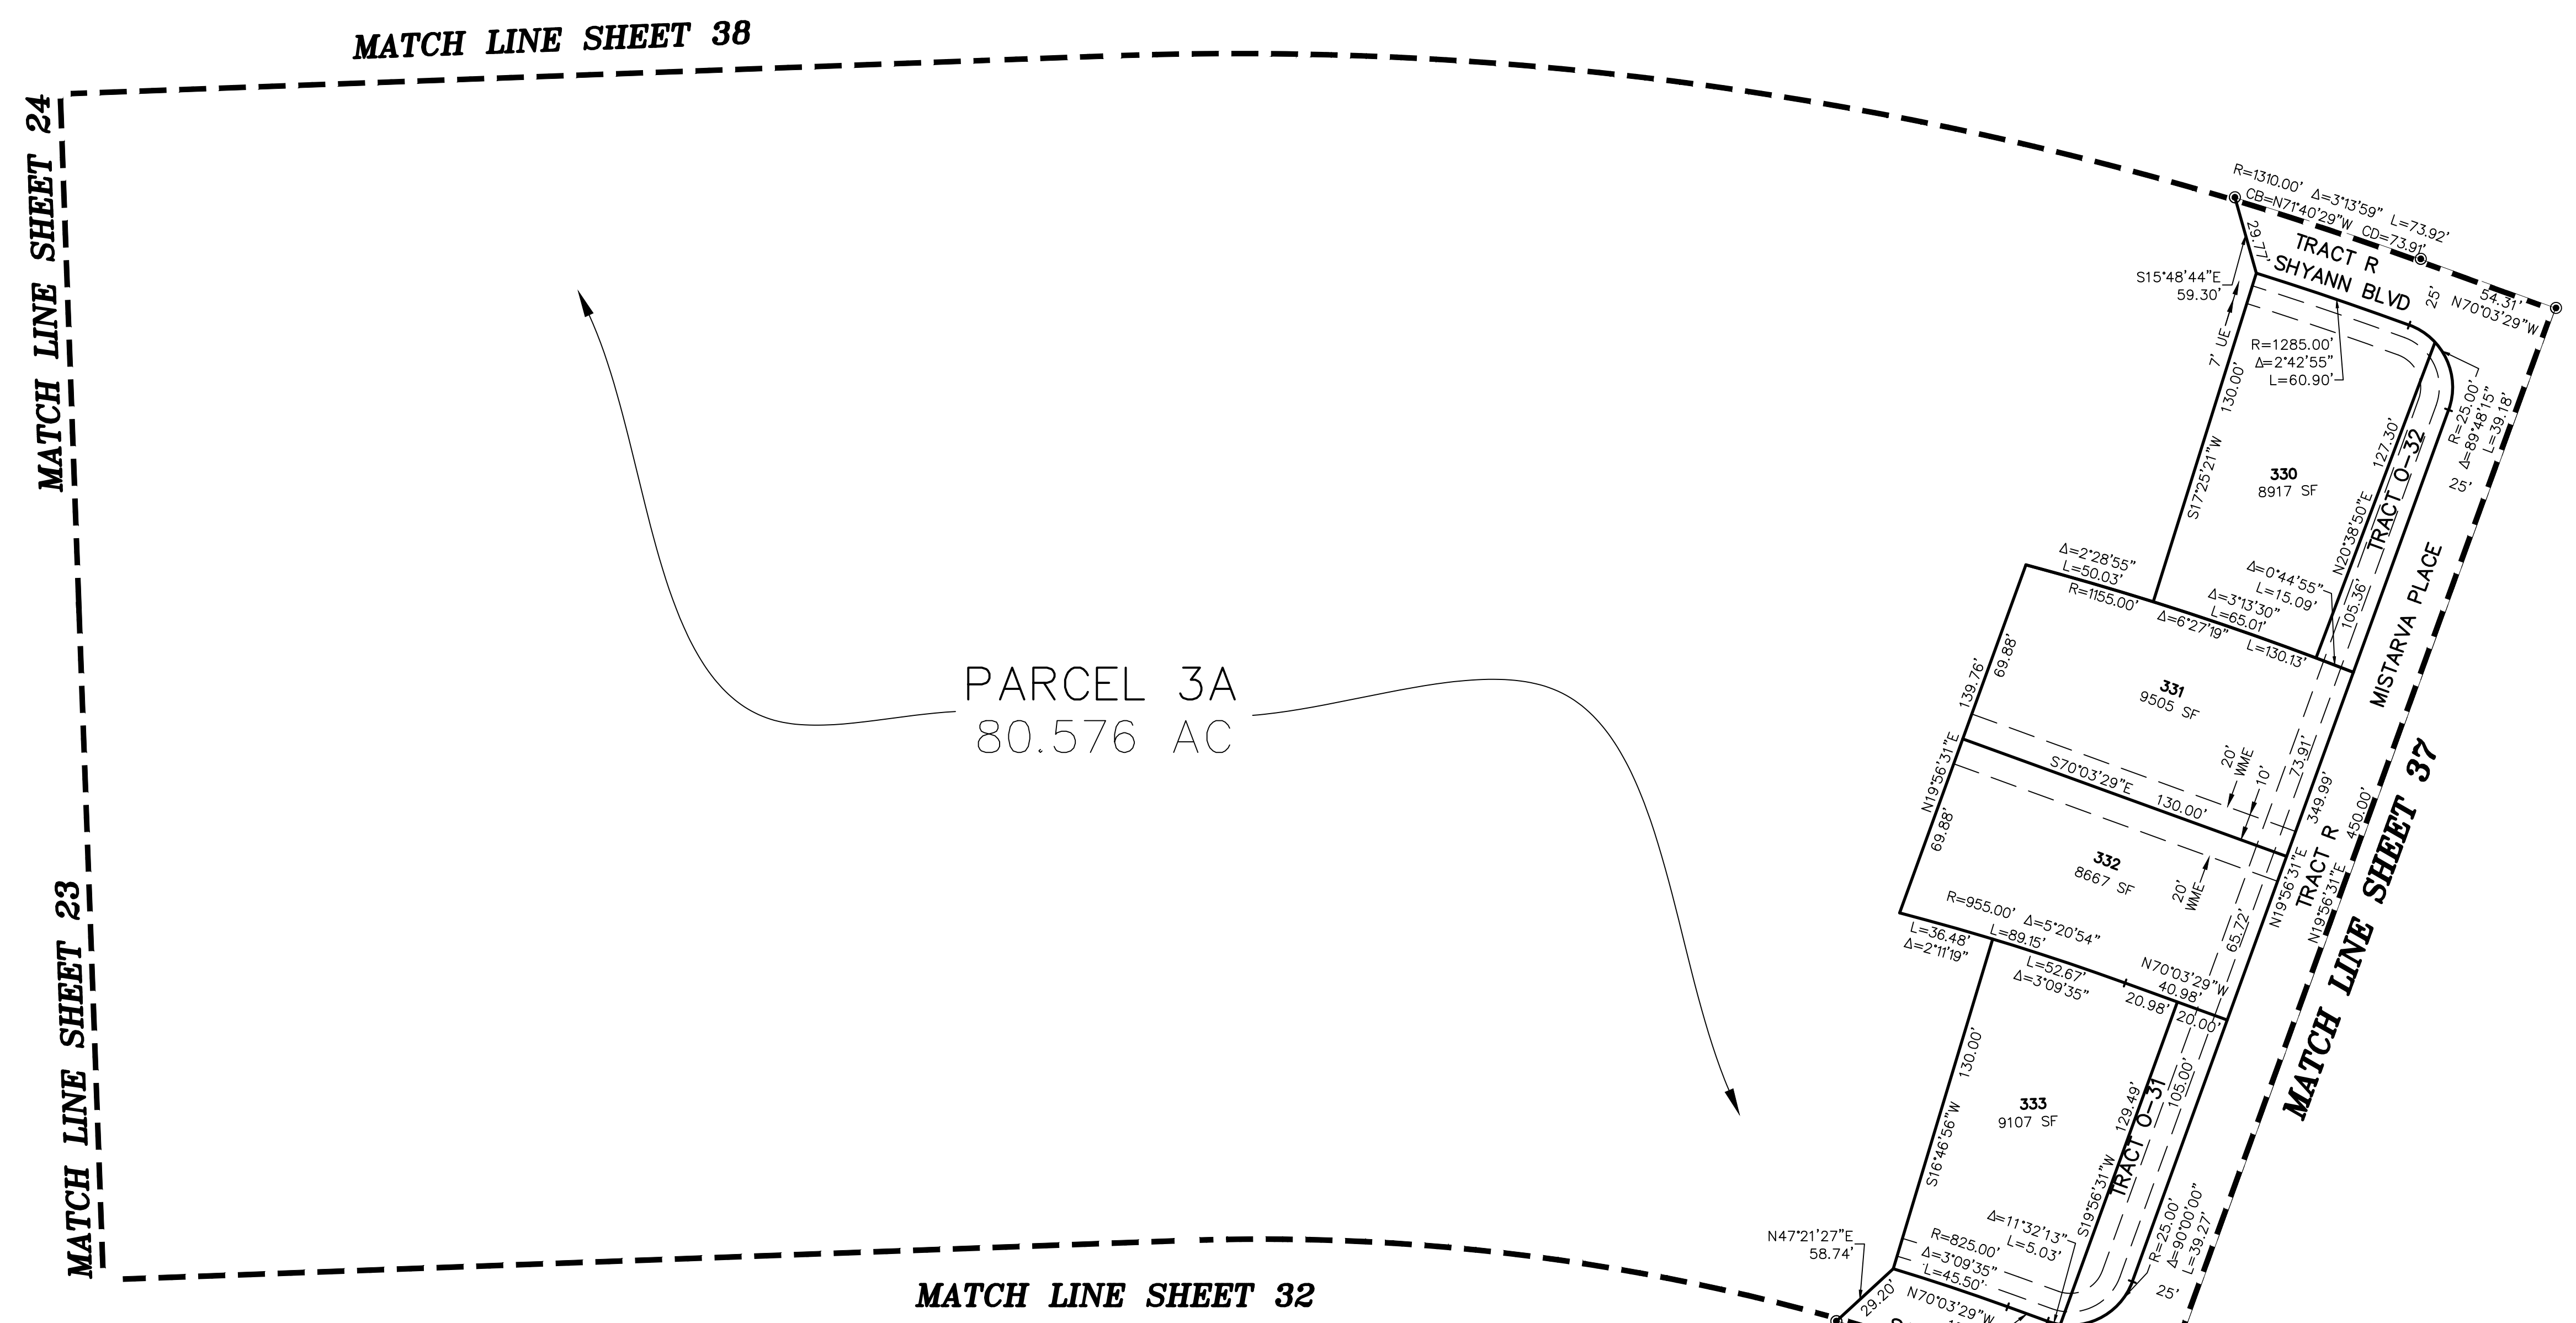 MATCH LINE SHEET 38
MATCH LINE SHEET 24
MATCH LINE SHEET 23
PARCEL 3A
80.576 AC
MATCH LINE SHEET 32
R=1310.00' Δ=3°13'59" L=73.92'
CB=N71°40'29"W CD=73.91'
29.77'
TRACT R
SHYANN BLVD
25'
54.31'
N70°03'29"W
S15°48'44"E
59.30'
7' UE
130.00'
S17°25'21"W
R=1285.00'
Δ=2°42'55"
L=60.90'
R=25.00'
Δ=89°48'15"
L=39.18'
25'
127.30'
N20°38'50"E
TRACT O-32
330
8917 SF
105.36'
MISTARVA PLACE
Δ=2°28'55"
L=50.03'
R=1155.00'
Δ=0°44'55"
L=15.09'
Δ=3°13'30"
L=65.01'
Δ=6°27'19"
L=130.13'
69.88'
139.76'
331
9505 SF
20'
WME
10'
73.91'
349.99'
N19°56'31"E
S70°03'29"E
130.00'
450.00'
MATCH LINE SHEET 37
TRACT R
N19°56'31"E
N19°56'31"E
69.88'
332
8667 SF
20'
WME
65.72'
R=955.00' Δ=5°20'54"
L=89.15'
L=36.48'
Δ=2°11'19"
L=52.67'
Δ=3°09'35"
N70°03'29"W
40.98'
20.98'
20.00'
130.00'
S16°46'56"W
333
9107 SF
129.49'
S19°56'31"W
TRACT O-31
105.00'
N47°21'27"E
58.74'
29.20'
R=825.00'
Δ=3°09'35"
L=45.50'
Δ=11°32'13"
L=5.03'
R=25.00'
Δ=90°00'00"
L=39.27'
25'
N70°03'29"W